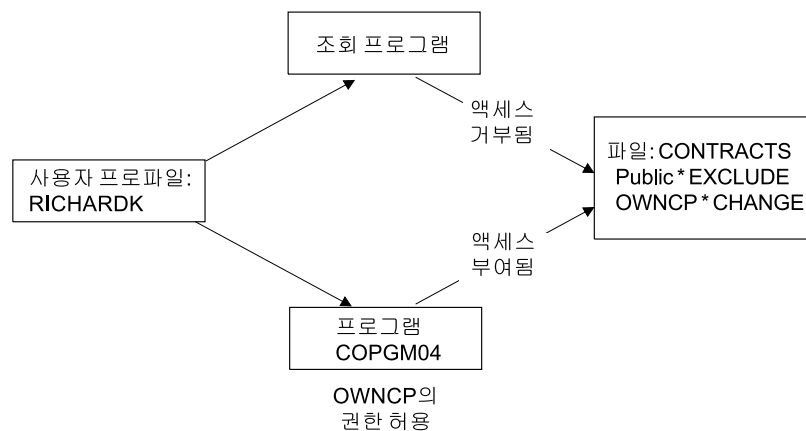 조회 프로그램
액세스
거부됨
파일: CONTRACTS
Public*EXCLUDE
OWNCP*CHANGE
사용자 프로파일:
RICHARDK
액세스
부여됨
프로그램
COPGM04
OWNCP의
권한 허용